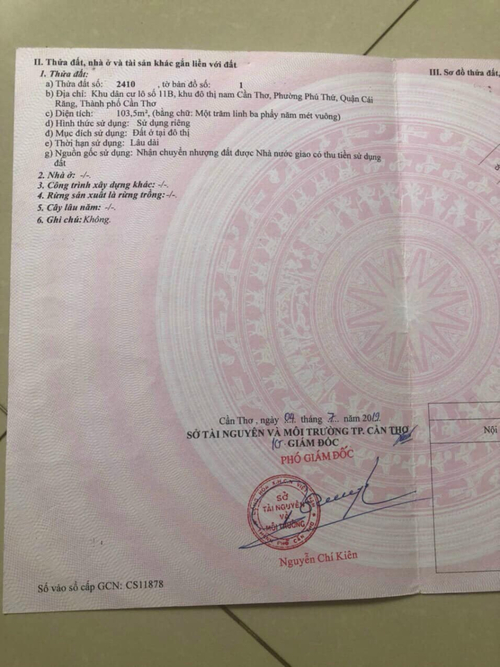 II. Thửa đất, nhà ở và tài sản khác gắn liền với đất
1. Thửa đất:
a) Thửa đất số: 2410 , tờ bản đồ số: 1
b) Địa chỉ: Khu dân cư lô số 11B, khu đô thị nam Cần Thơ, Phường Phú Thứ, Quận Cái
Răng, Thành phố Cần Thơ
c) Diện tích: 103,5m², (bằng chữ: Một trăm linh ba phẩy năm mét vuông)
d) Hình thức sử dụng: Sử dụng riêng
đ) Mục đích sử dụng: Đất ở tại đô thị
e) Thời hạn sử dụng: Lâu dài
g) Nguồn gốc sử dụng: Nhận chuyển nhượng đất được Nhà nước giao có thu tiền sử dụng
đất
2. Nhà ở: -/-.
3. Công trình xây dựng khác: -/-.
4. Rừng sản xuất là rừng trồng: -/-.
5. Cây lâu năm: -/-.
6. Ghi chú: Không.
III. Sơ đồ thửa đất,
Cần Thơ , ngày 04 tháng 7 năm 2019
SỞ TÀI NGUYÊN VÀ MÔI TRƯỜNG TP. CẦN THƠ
GIÁM ĐỐC
PHÓ GIÁM ĐỐC
SỞ
TÀI NGUYÊN
VÀ
MÔI TRƯỜNG
Nguyễn Chí Kiên
Nội
Số vào sổ cấp GCN: CS11878